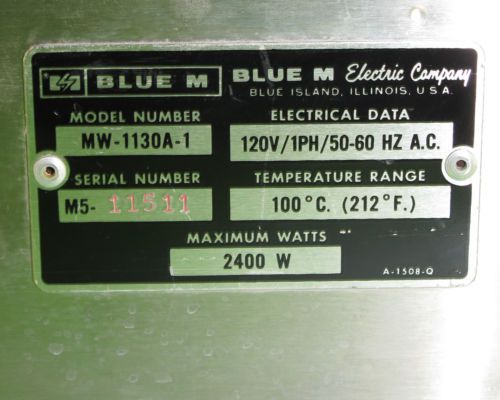 BLUE M BLUE M Electric Company
BLUE ISLAND, ILLINOIS, U.S.A.
MODEL NUMBER
MW-1130A-1
ELECTRICAL DATA
120V/1PH/50-60 HZ A.C.
SERIAL NUMBER
M5- 11511
TEMPERATURE RANGE
100°C. (212°F.)
MAXIMUM WATTS
2400 W
A-1508-Q